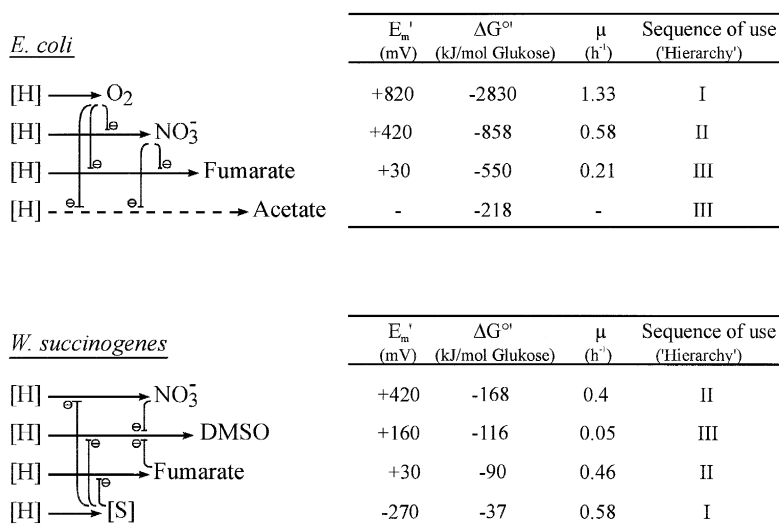 E. coli
Eₘ' ΔG°' μ Sequence of use
(mV) (kJ/mol Glukose) (h⁻¹) ('Hierarchy')
[H] O₂ +820 -2830 1.33 I
⊖
[H] NO₃⁻ +420 -858 0.58 II
⊖ ⊖
[H] Fumarate +30 -550 0.21 III
⊖ ⊖
[H] Acetate - -218 - III
W. succinogenes
Eₘ' ΔG°' μ Sequence of use
(mV) (kJ/mol Glukose) (h⁻¹) ('Hierarchy')
[H] NO₃⁻ +420 -168 0.4 II
⊖ ⊖
[H] DMSO +160 -116 0.05 III
⊖ ⊖
[H] Fumarate +30 -90 0.46 II
⊖
[H] [S] -270 -37 0.58 I